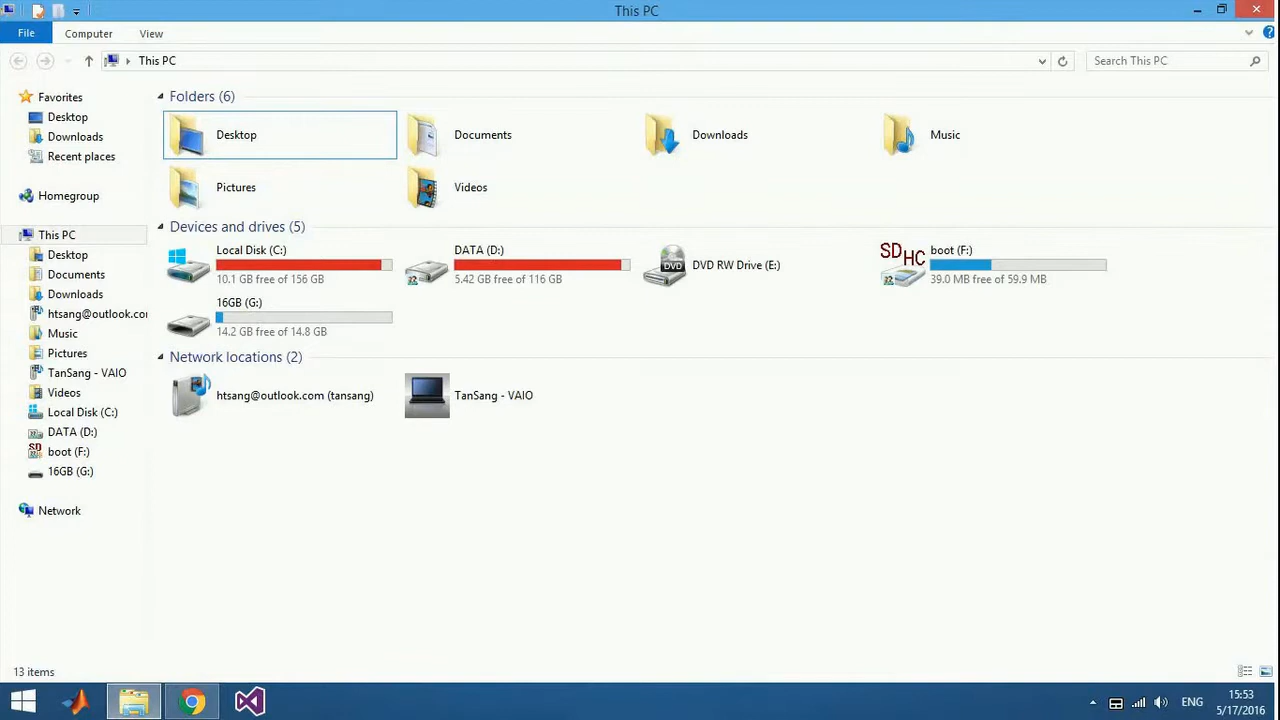 This PC
File Computer View
This PC
Search This PC
Favorites
Desktop
Downloads
Recent places
Homegroup
This PC
Desktop
Documents
Downloads
htsang@outlook.co
Music
Pictures
TanSang - VAIO
Videos
Local Disk (C:)
DATA (D:)
boot (F:)
16GB (G:)
Network
Folders (6)
Desktop
Documents
Downloads
Music
Pictures
Videos
Devices and drives (5)
Local Disk (C:)
10.1 GB free of 156 GB
DATA (D:)
5.42 GB free of 116 GB
DVD
DVD RW Drive (E:)
SD HC
boot (F:)
39.0 MB free of 59.9 MB
16GB (G:)
14.2 GB free of 14.8 GB
Network locations (2)
htsang@outlook.com (tansang)
TanSang - VAIO
13 items
ENG
15:53
5/17/2016